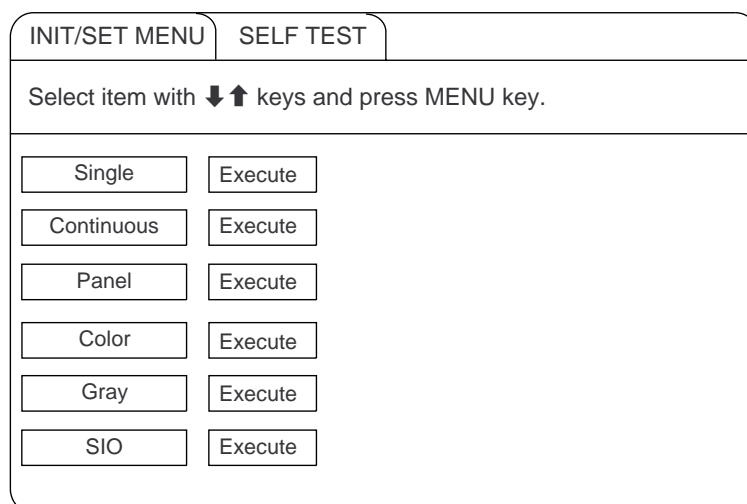 INIT/SET MENU SELF TEST
Select item with ⬇⬆ keys and press MENU key.
Single Execute
Continuous Execute
Panel Execute
Color Execute
Gray Execute
SIO Execute